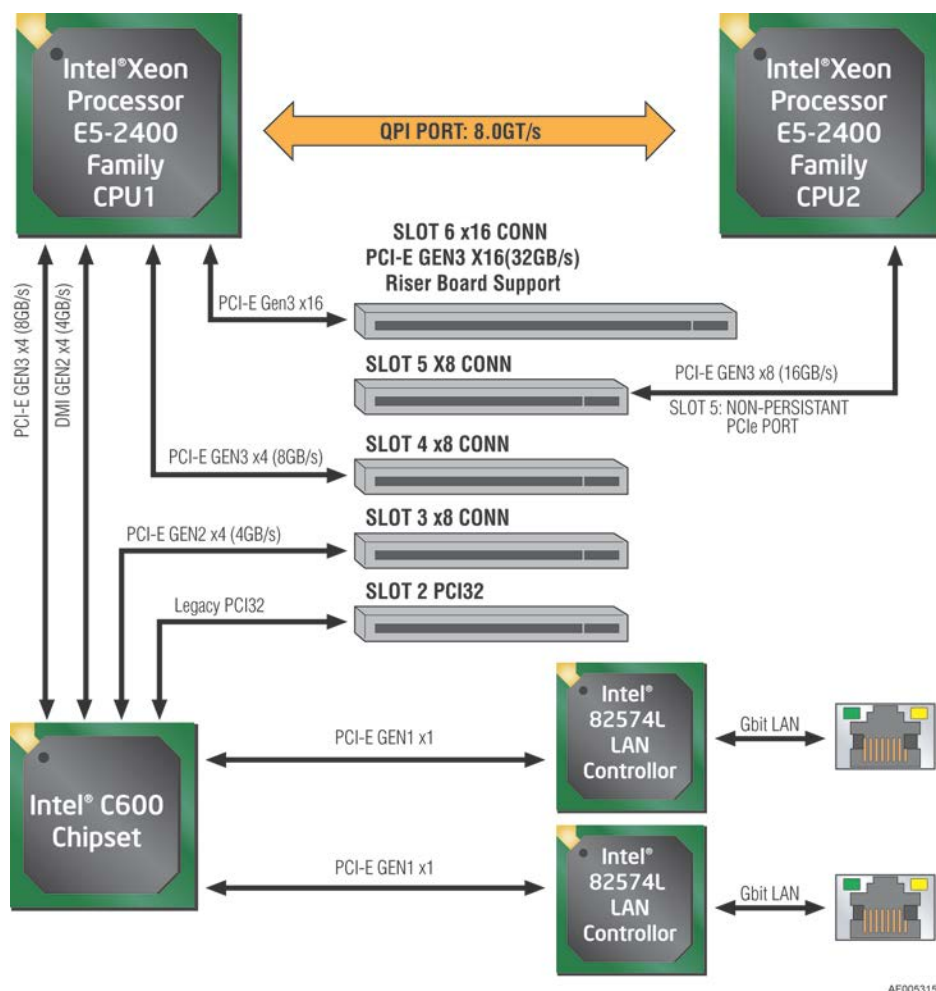 Intel®Xeon
Processor
E5-2400
Family
CPU1
QPI PORT: 8.0GT/s
Intel®Xeon
Processor
E5-2400
Family
CPU2
SLOT 6 x16 CONN
PCI-E GEN3 X16(32GB/s)
Riser Board Support
PCI-E GEN3 x4 (8GB/s)
DMI GEN2 x4 (4GB/s)
PCI-E Gen3 x16
SLOT 5 X8 CONN
PCI-E GEN3 x8 (16GB/s)
SLOT 5: NON-PERSISTANT
PCIe PORT
SLOT 4 x8 CONN
PCI-E GEN3 x4 (8GB/s)
SLOT 3 x8 CONN
PCI-E GEN2 x4 (4GB/s)
SLOT 2 PCI32
Legacy PCI32
Intel® C600
Chipset
PCI-E GEN1 x1
Intel®
82574L
LAN
Controllor
Gbit LAN
PCI-E GEN1 x1
Intel®
82574L
LAN
Controllor
Gbit LAN
AF005315